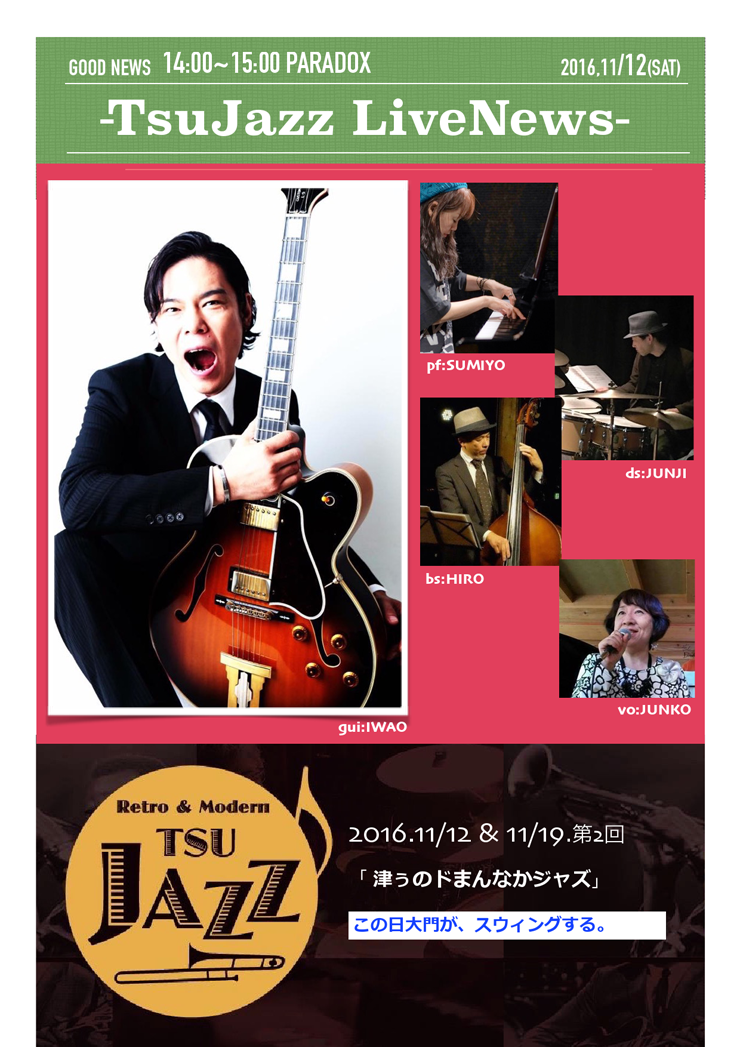 GOOD NEWS 14:00~15:00 PARADOX 2016.11/12(SAT)
-TsuJazz LiveNews-
pf:SUMIYO
ds:JUNJI
bs:HIRO
vo:JUNKO
gui:IWAO
Retro & Modern
TSU
JAZZ
2016.11/12 & 11/19.第2回
「 津ぅのドまんなかジャズ」
この日大門が、スウィングする。